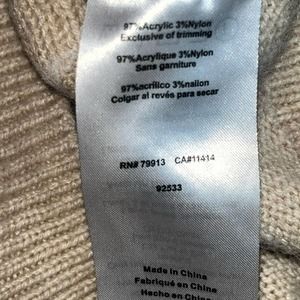 97%Acrylic 3%Nylon
Exclusive of trimming
97%Acrylique 3%Nylon
Sans garniture
97%acrílico 3%nailon
Colgar al revés para secar
RN# 79913 CA#11414
92533
Made in China
Fabriqué en Chine
Hecho en China